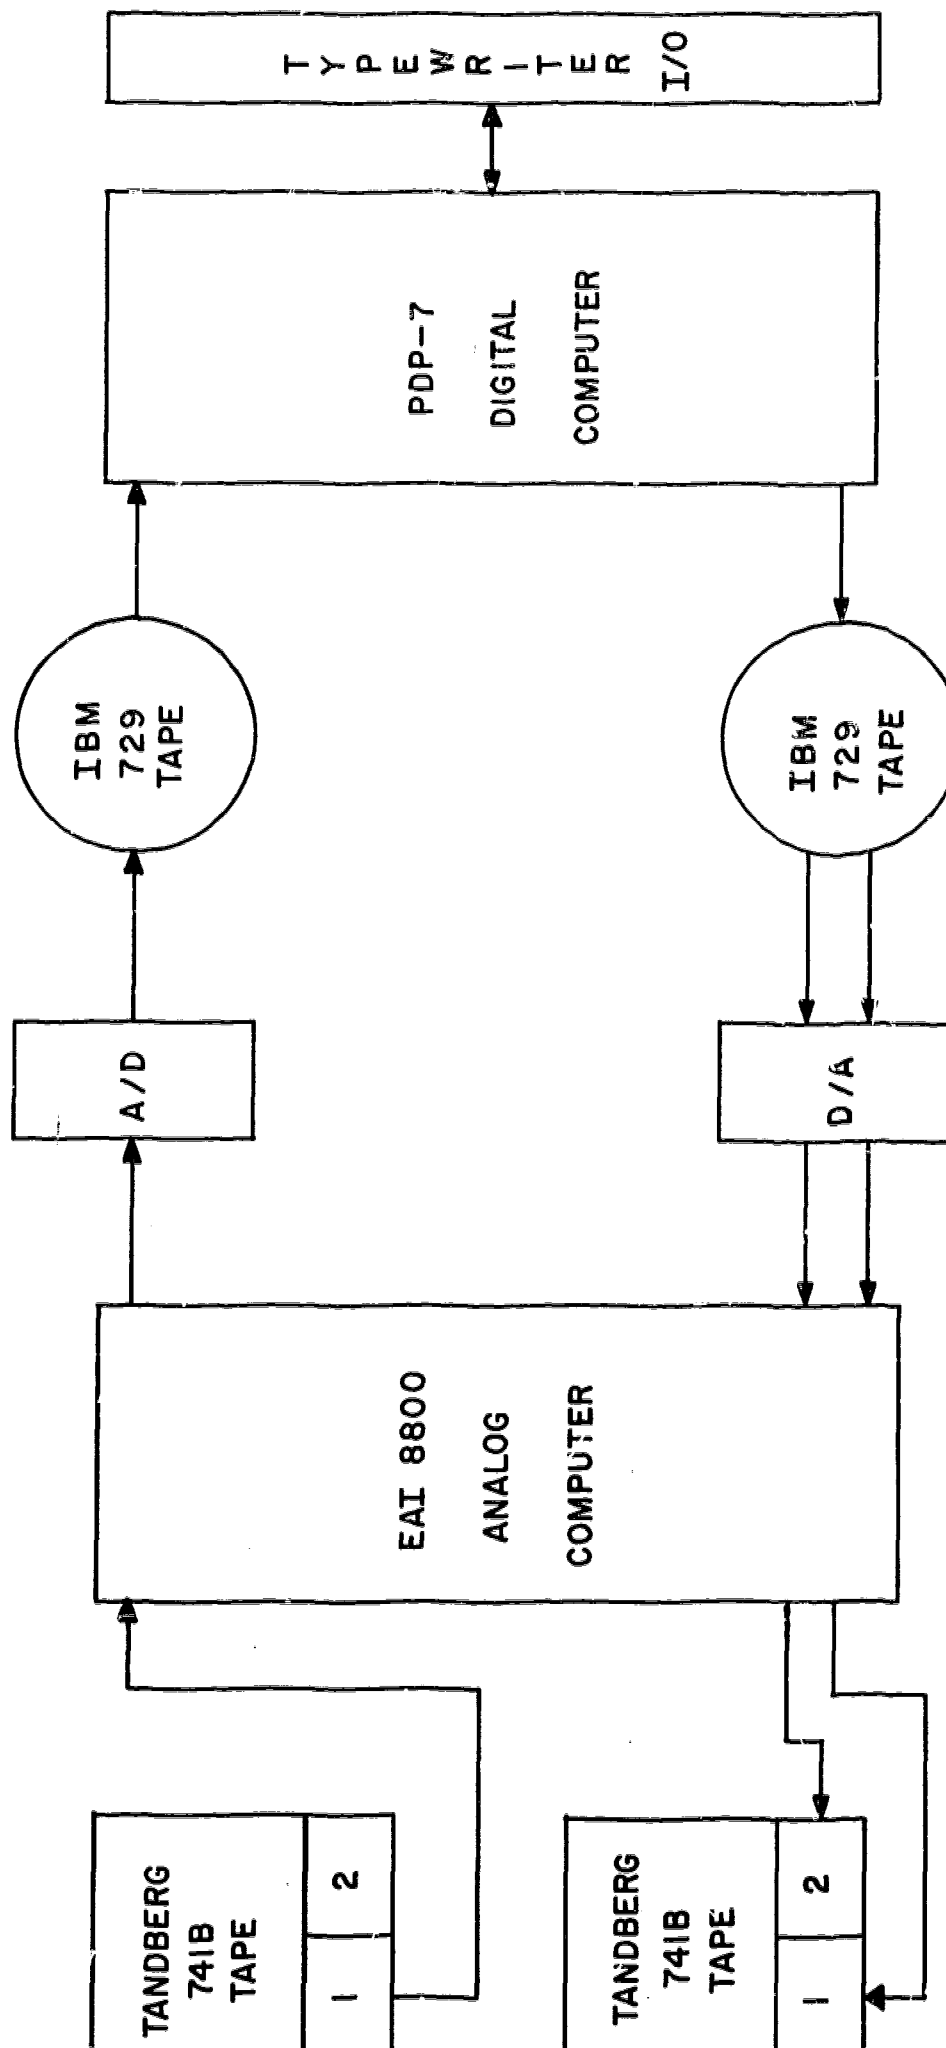 TANDBERG
741B
TAPE
1
2
TANDBERG
741B
TAPE
1
2
EAI 8800
ANALOG
COMPUTER
A/D
D/A
IBM
729
TAPE
IBM
729
TAPE
PDP-7
DIGITAL
COMPUTER
TYPEWRITER
I/O